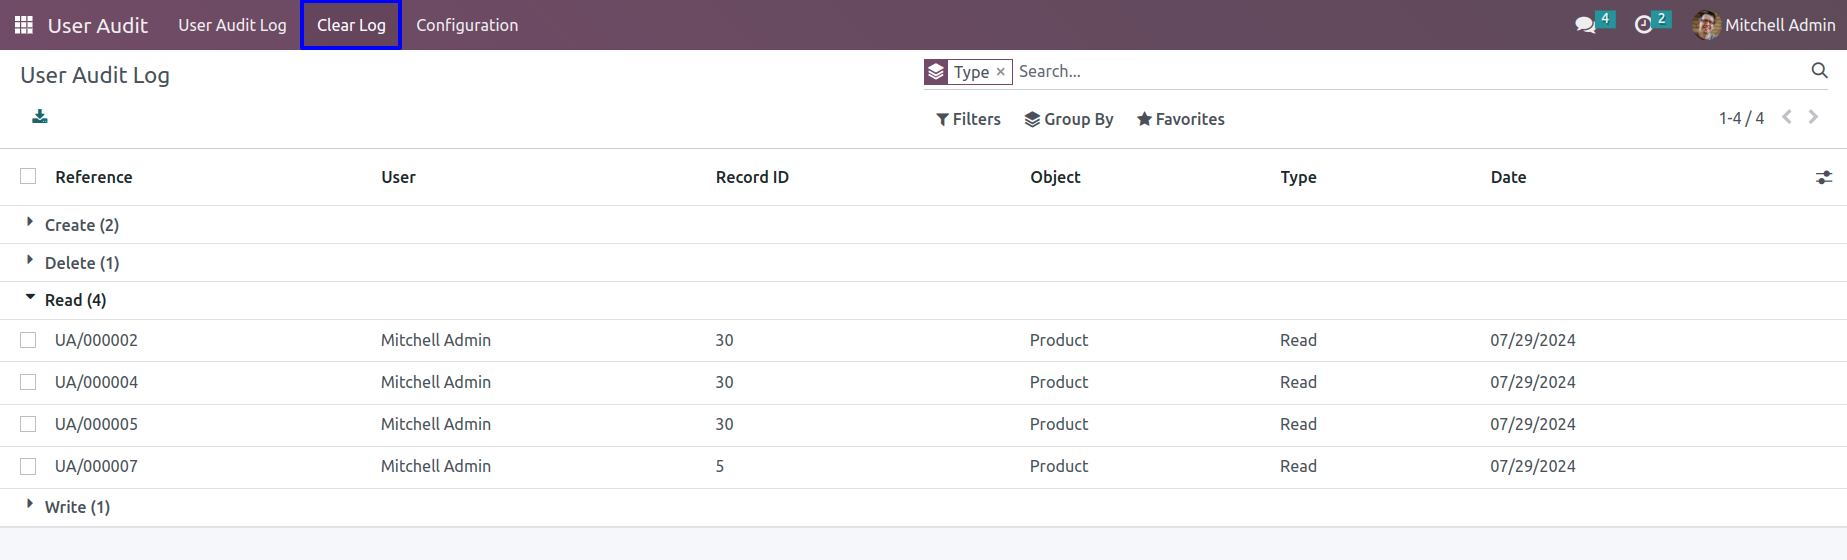 User Audit User Audit Log Clear Log Configuration 4 2 Mitchell Admin
User Audit Log Type × Search...
Filters Group By Favorites 1-4 / 4
Reference User Record ID Object Type Date
Create (2)
Delete (1)
Read (4)
UA/000002 Mitchell Admin 30 Product Read 07/29/2024
UA/000004 Mitchell Admin 30 Product Read 07/29/2024
UA/000005 Mitchell Admin 30 Product Read 07/29/2024
UA/000007 Mitchell Admin 5 Product Read 07/29/2024
Write (1)